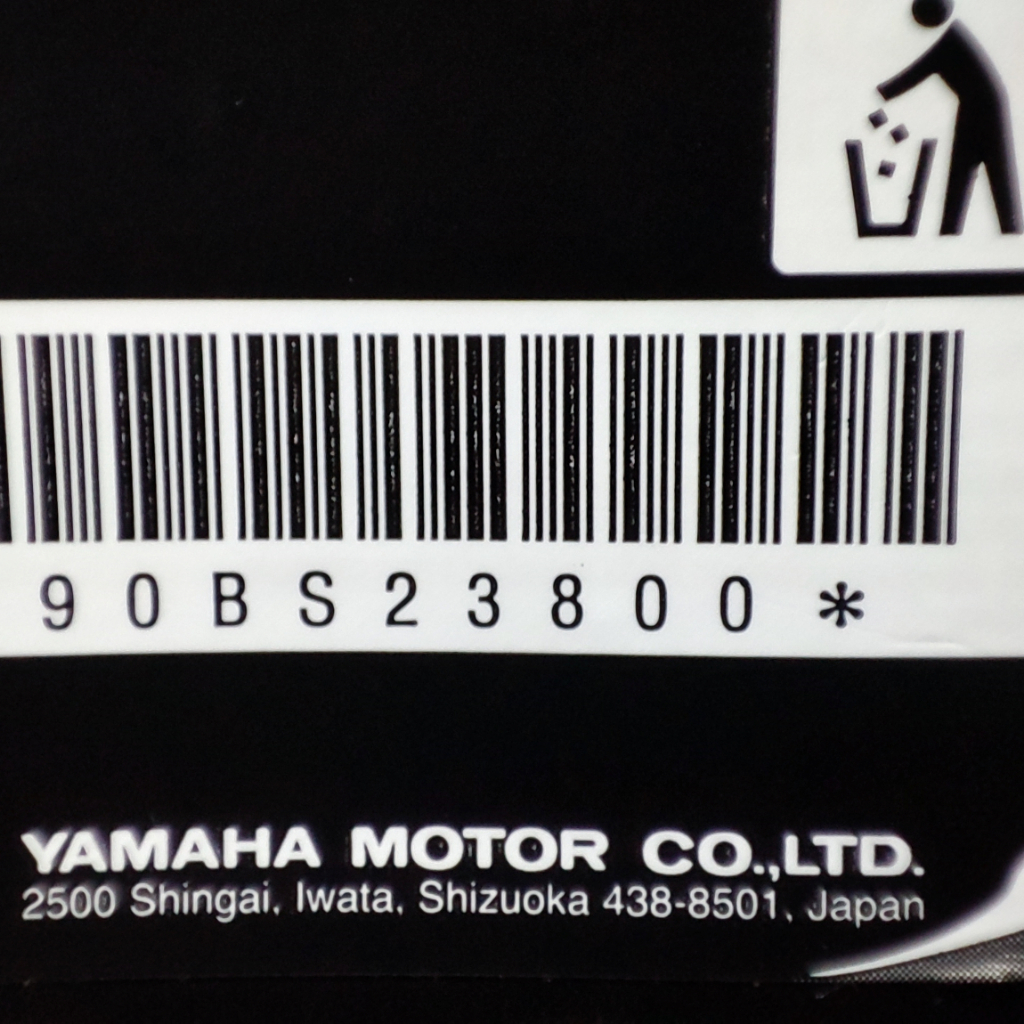 90BS23800*
YAMAHA MOTOR CO.,LTD.
2500 Shingai, Iwata, Shizuoka 438-8501, Japan